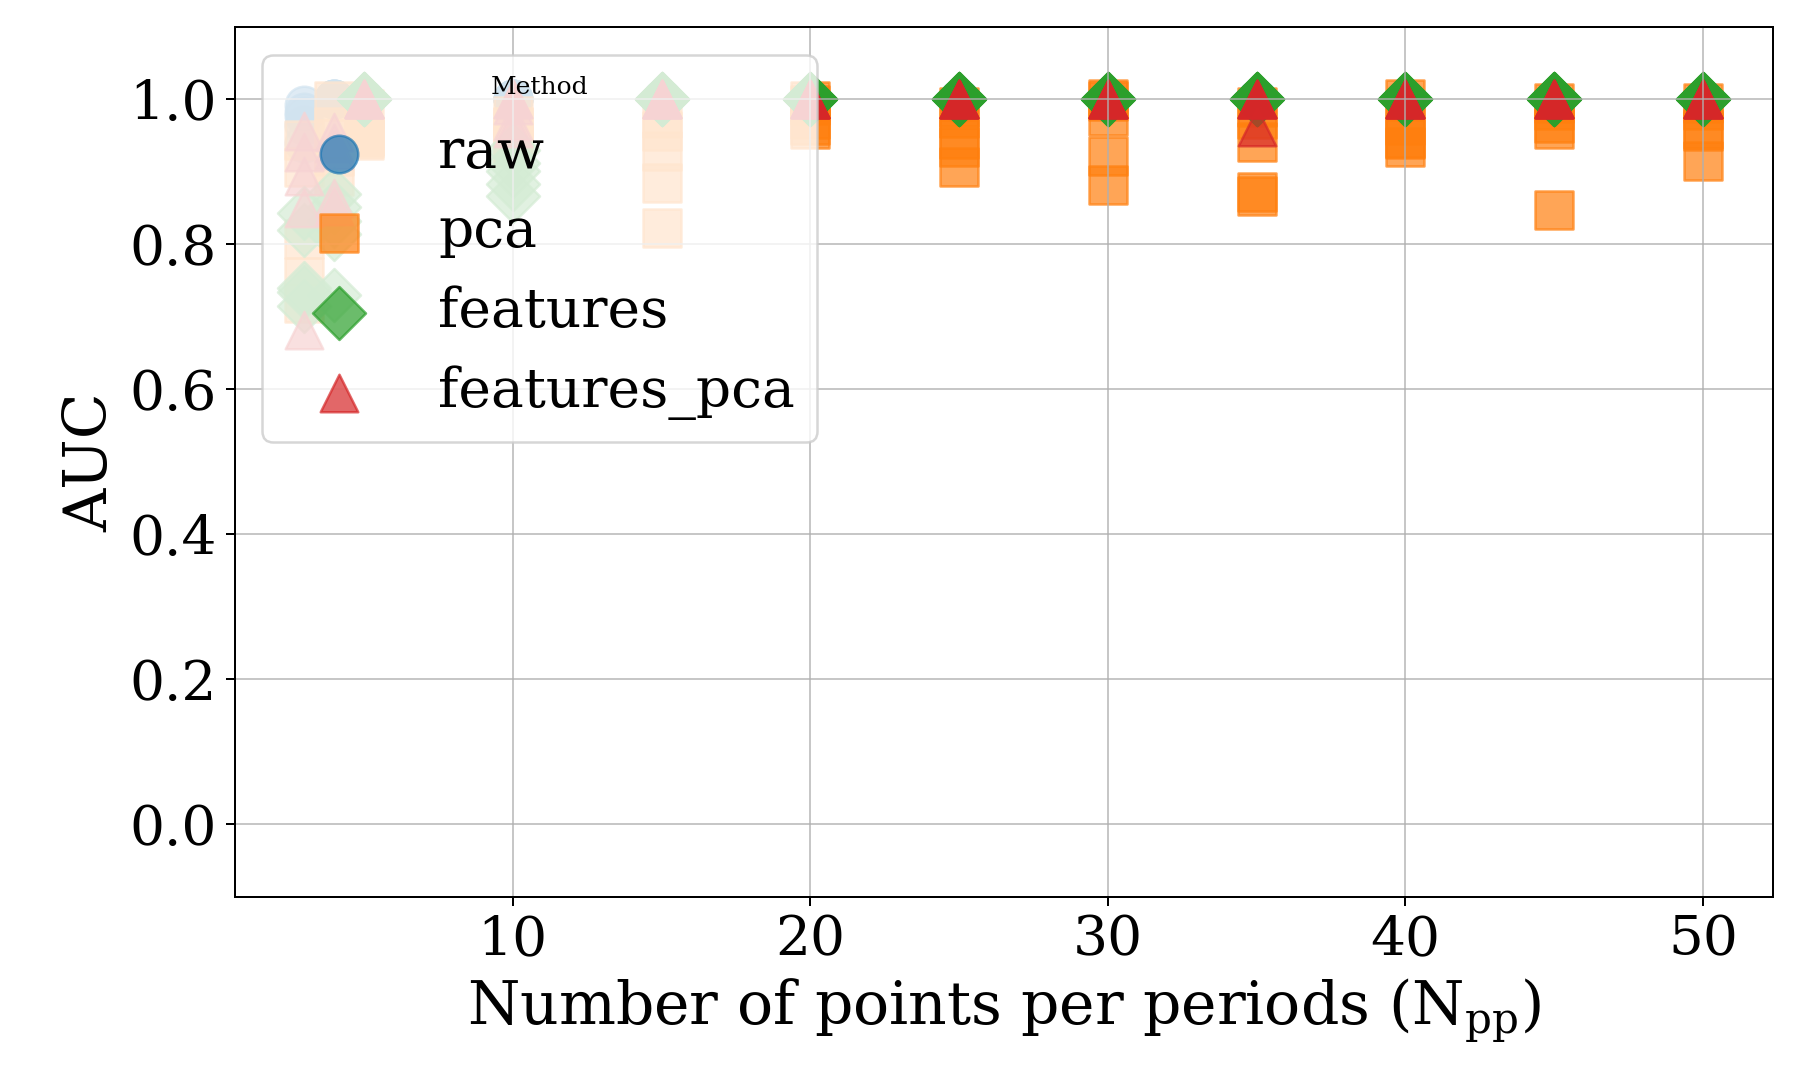 Method
raw
pca
features
features_pca
AUC
1.0
0.8
0.6
0.4
0.2
0.0
10 20 30 40 50
Number of points per periods (Npp)